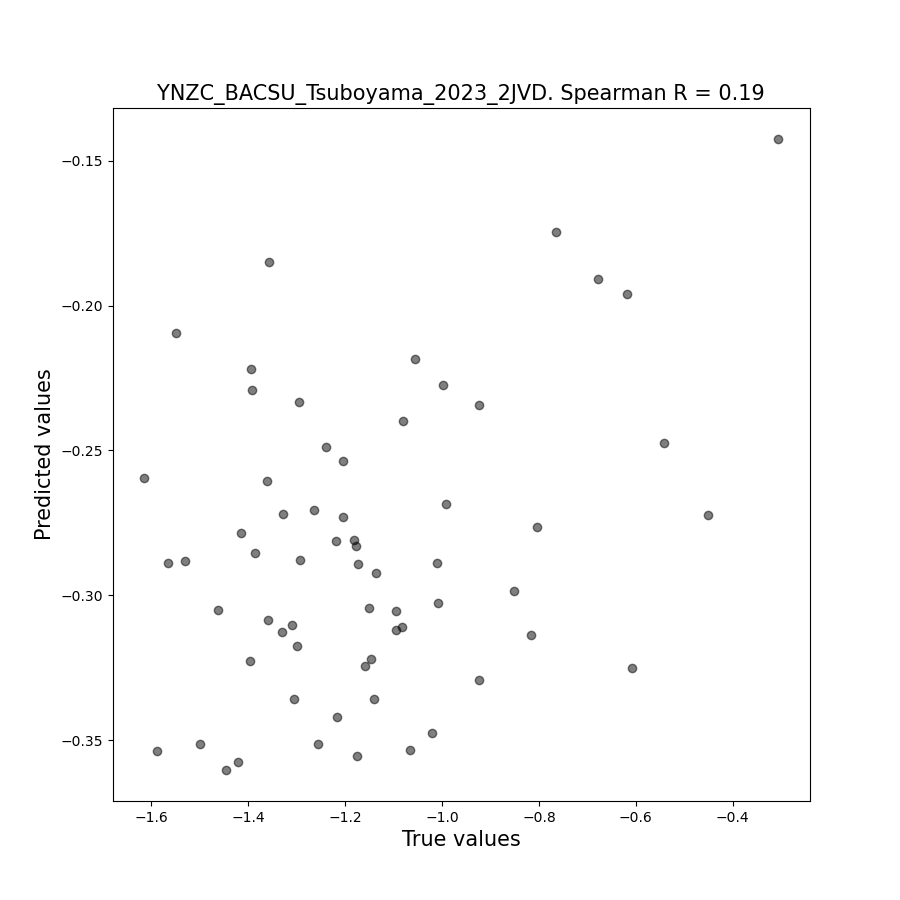 YNZC_BACSU_Tsuboyama_2023_2JVD. Spearman R = 0.19
Predicted values
−0.15
−0.20
−0.25
−0.30
−0.35
−1.6 −1.4 −1.2 −1.0 −0.8 −0.6 −0.4
True values